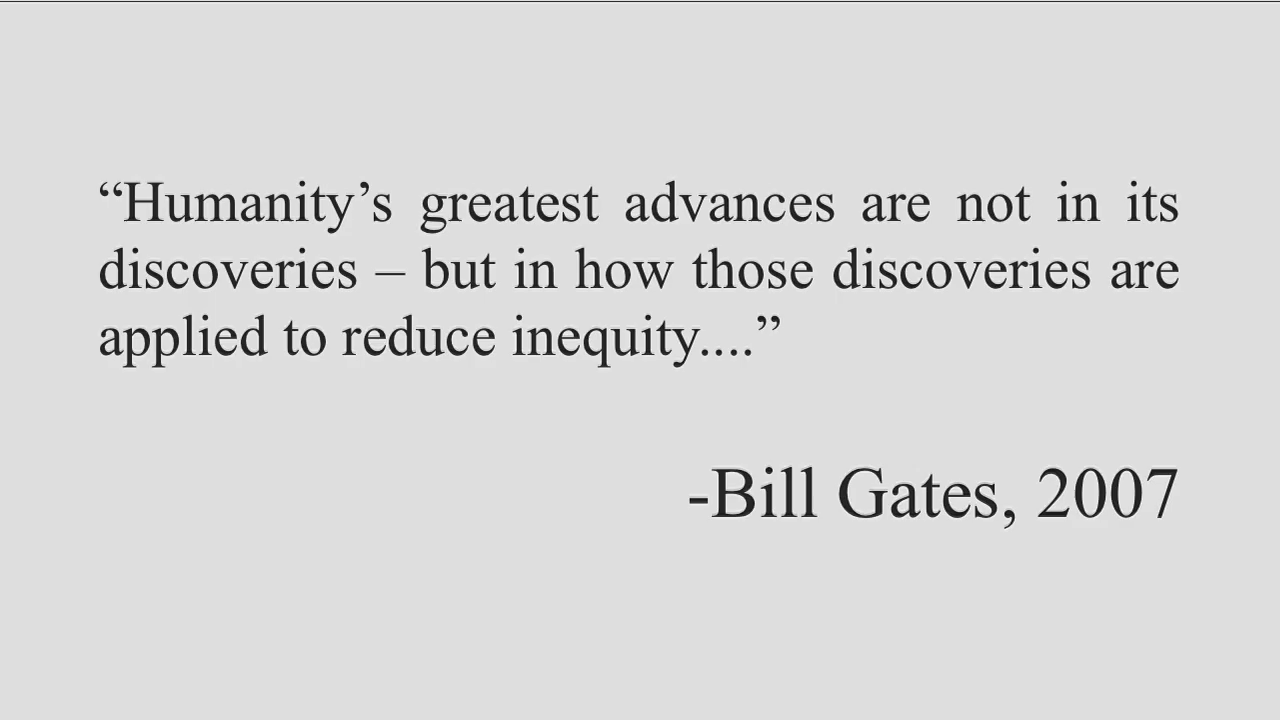 “Humanity’s greatest advances are not in its
discoveries – but in how those discoveries are
applied to reduce inequity....”
-Bill Gates, 2007